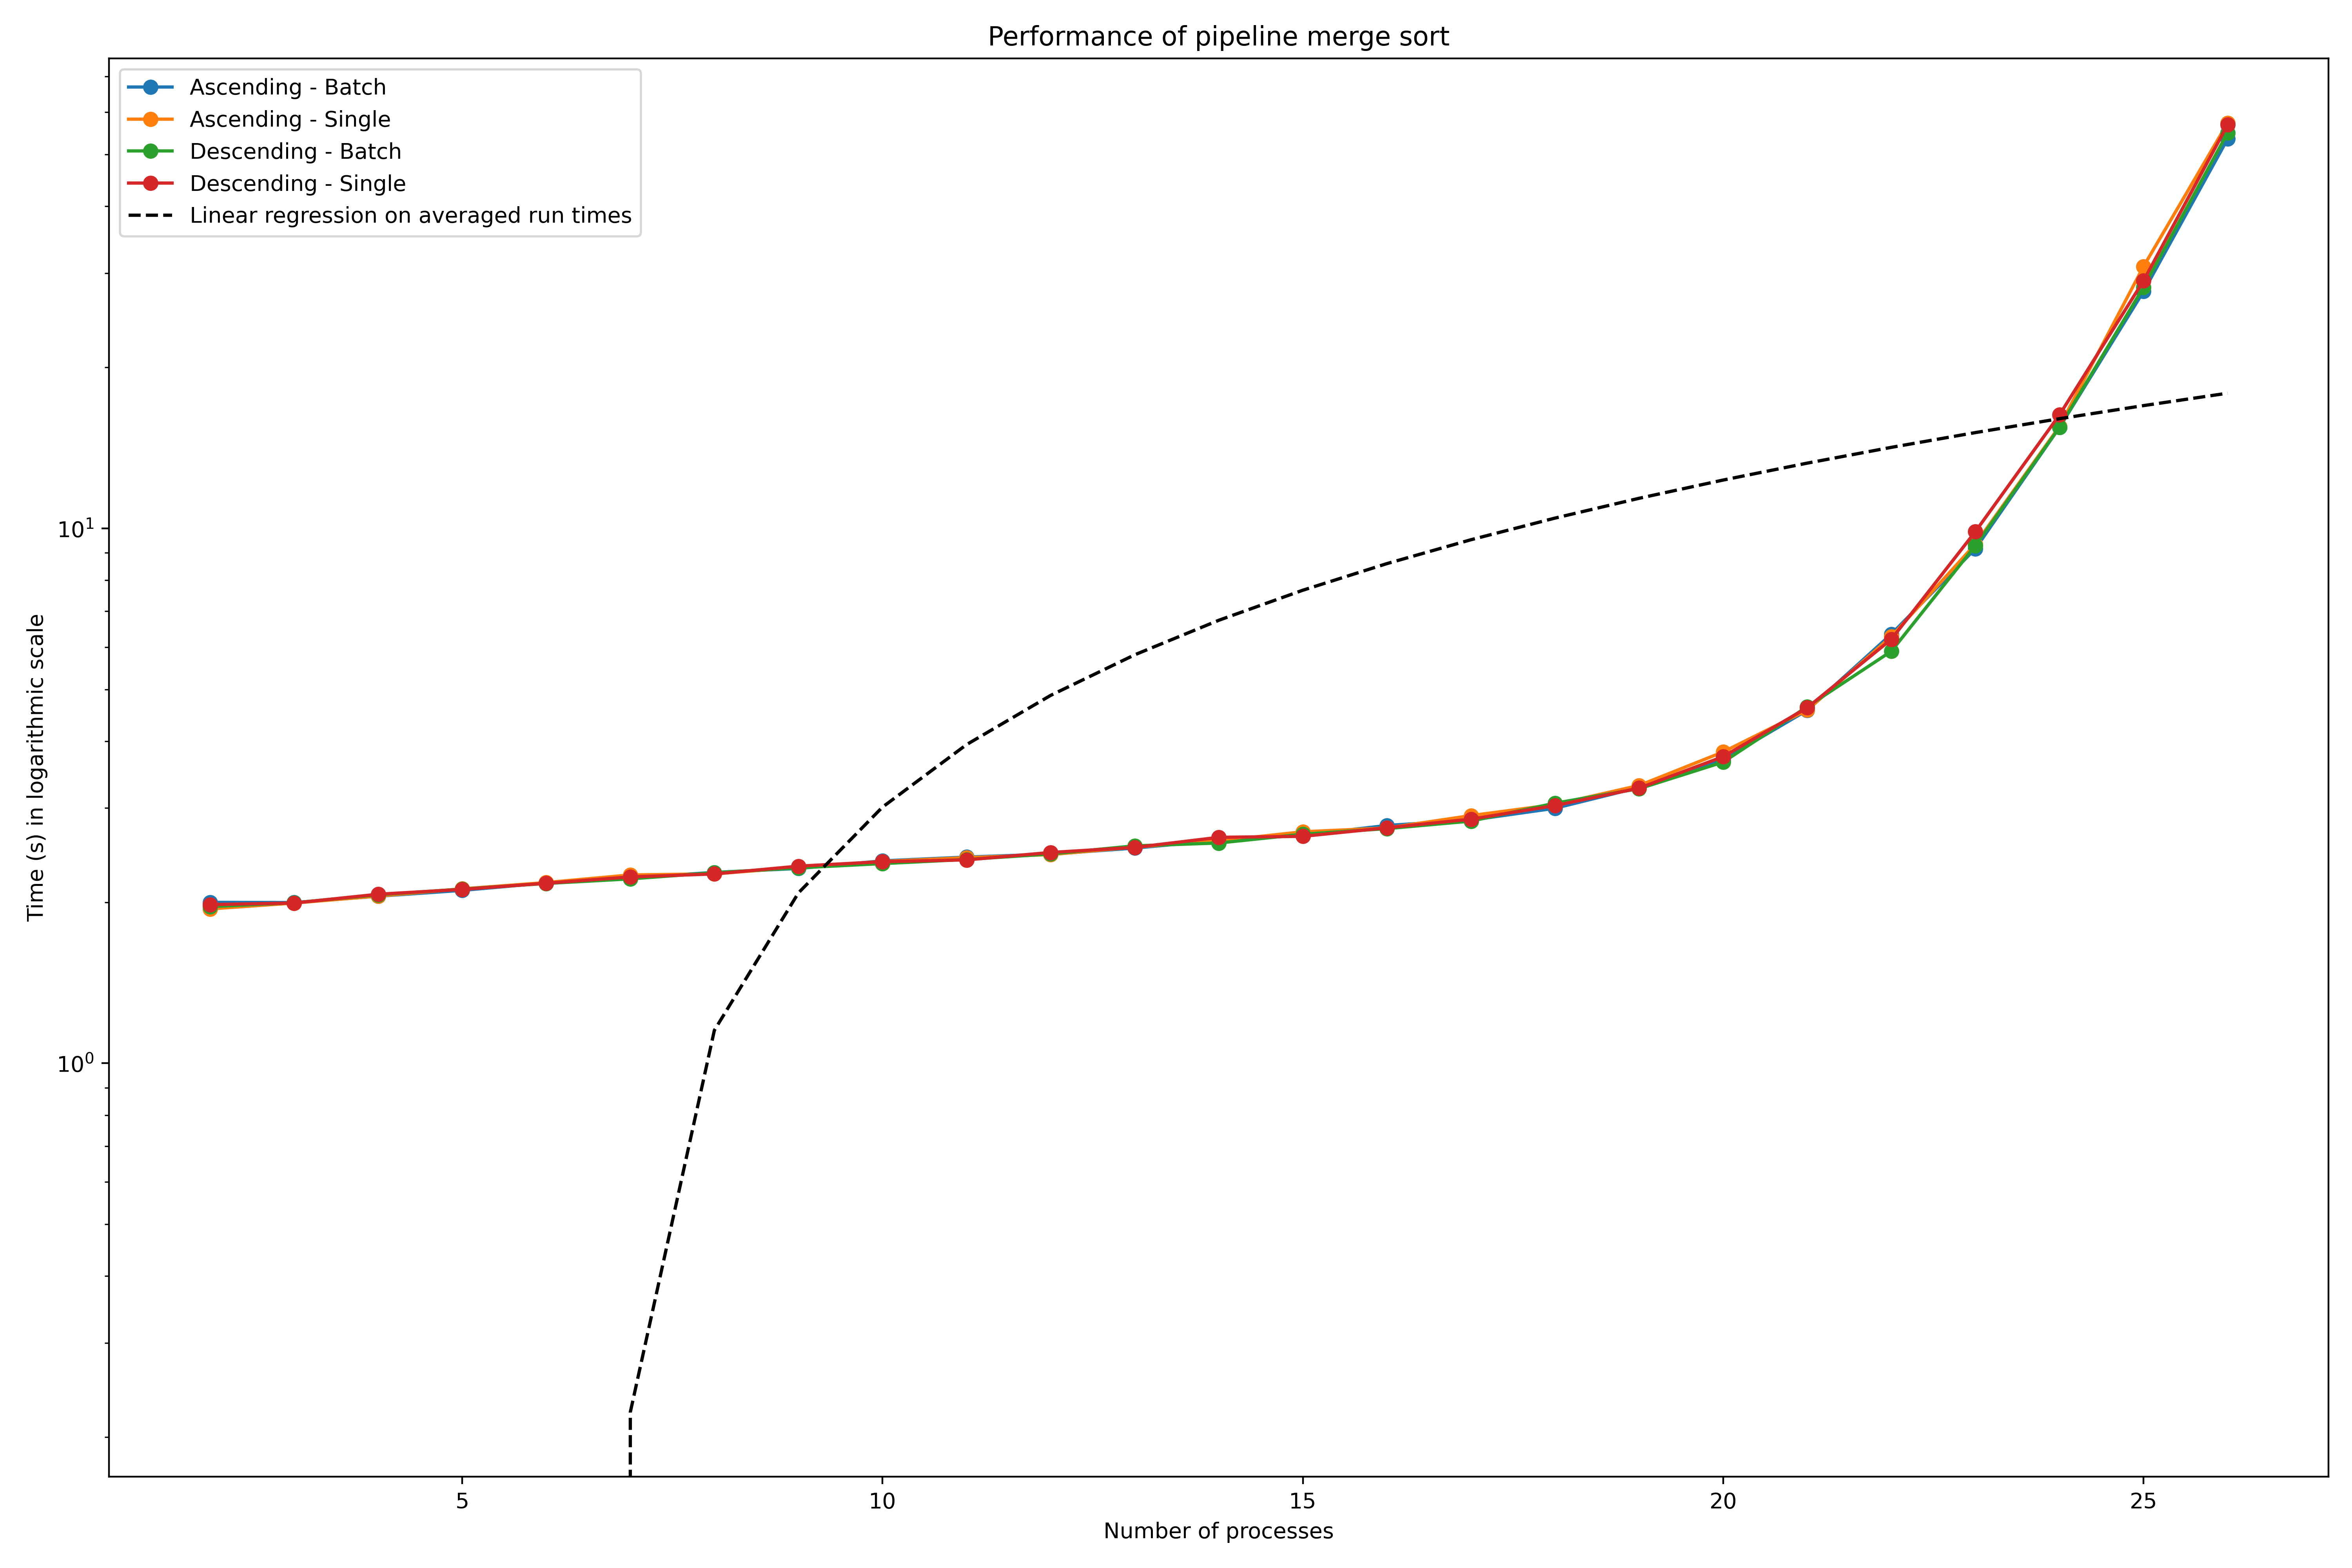 Performance of pipeline merge sort
Ascending - Batch
Ascending - Single
Descending - Batch
Descending - Single
Linear regression on averaged run times
Time (s) in logarithmic scale
10¹
10⁰
5
10
15
20
25
Number of processes